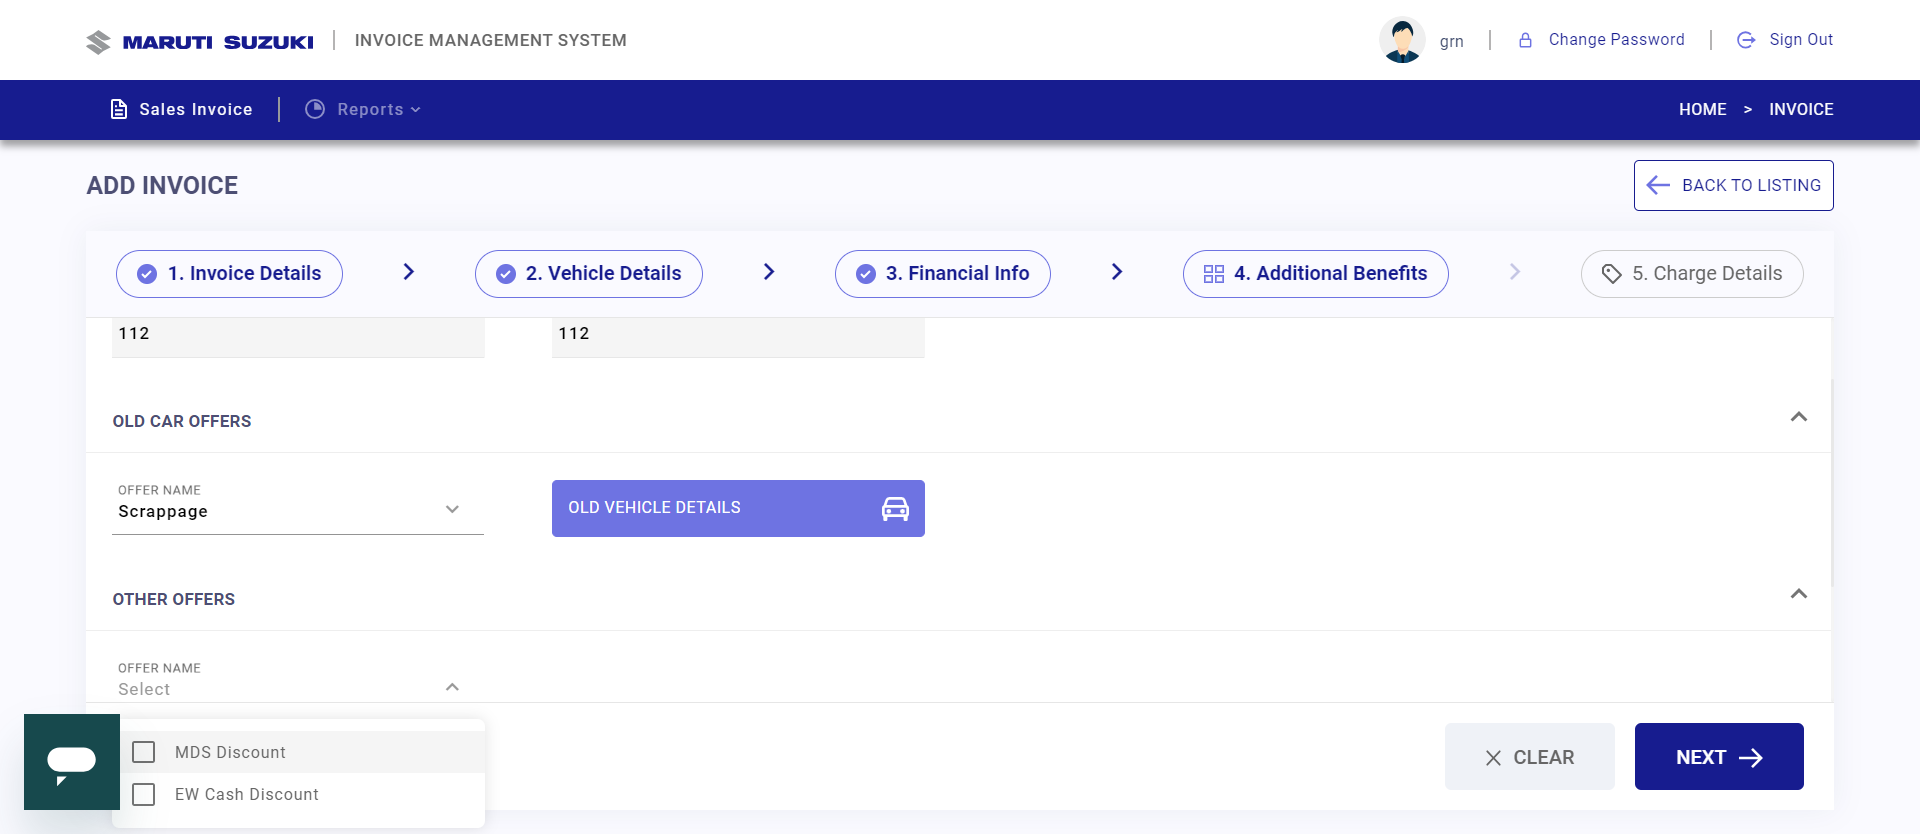 MARUTI SUZUKI
INVOICE MANAGEMENT SYSTEM
grn
Change Password
Sign Out
Sales Invoice
Reports
HOME > INVOICE
ADD INVOICE
BACK TO LISTING
1. Invoice Details
2. Vehicle Details
3. Financial Info
4. Additional Benefits
5. Charge Details
112
112
OLD CAR OFFERS
OFFER NAME
Scrappage
OLD VEHICLE DETAILS
OTHER OFFERS
OFFER NAME
Select
MDS Discount
EW Cash Discount
CLEAR
NEXT